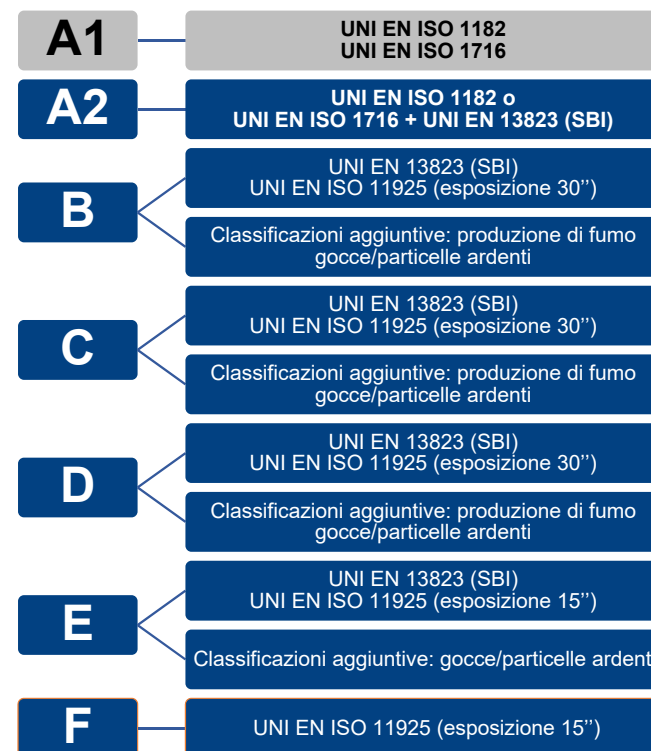 A1
UNI EN ISO 1182
UNI EN ISO 1716
A2
UNI EN ISO 1182 o
UNI EN ISO 1716 + UNI EN 13823 (SBI)
B
UNI EN 13823 (SBI)
UNI EN ISO 11925 (esposizione 30’’)
Classificazioni aggiuntive: produzione di fumo
gocce/particelle ardenti
C
UNI EN 13823 (SBI)
UNI EN ISO 11925 (esposizione 30’’)
Classificazioni aggiuntive: produzione di fumo
gocce/particelle ardenti
D
UNI EN 13823 (SBI)
UNI EN ISO 11925 (esposizione 30’’)
Classificazioni aggiuntive: produzione di fumo
gocce/particelle ardenti
E
UNI EN 13823 (SBI)
UNI EN ISO 11925 (esposizione 15’’)
Classificazioni aggiuntive: gocce/particelle ardent
F
UNI EN ISO 11925 (esposizione 15’’)